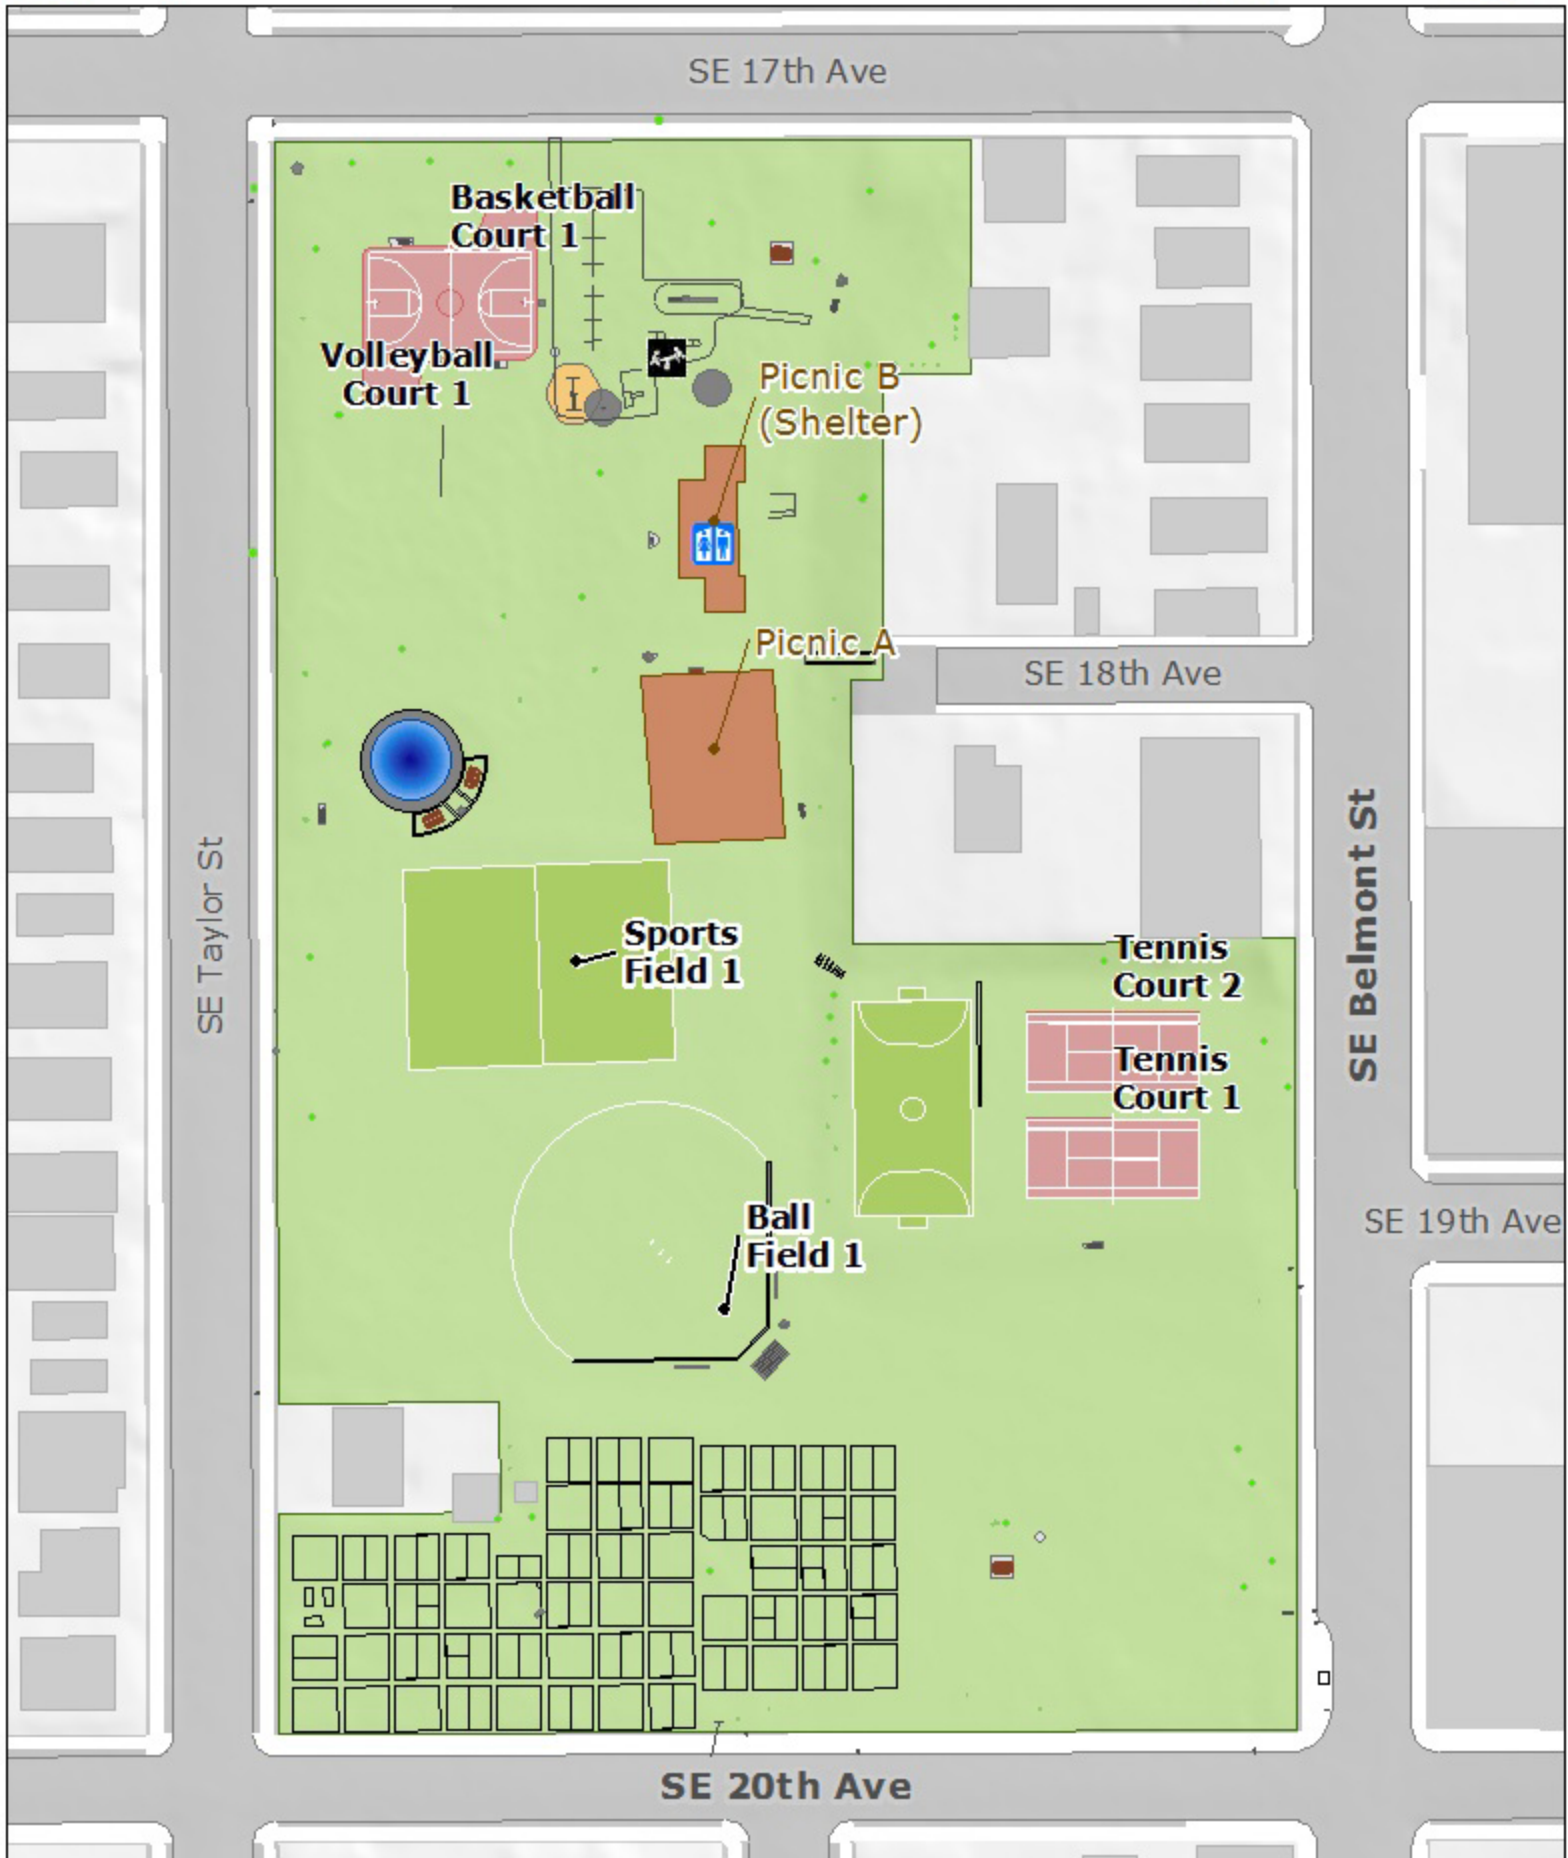 SE 17th Ave
Basketball
Court 1
Volleyball
Court 1
Picnic B
(Shelter)
Picnic A
SE 18th Ave
SE Taylor St
SE Belmont St
Sports
Field 1
Tennis
Court 2
Tennis
Court 1
Ball
Field 1
SE 19th Ave
SE 20th Ave